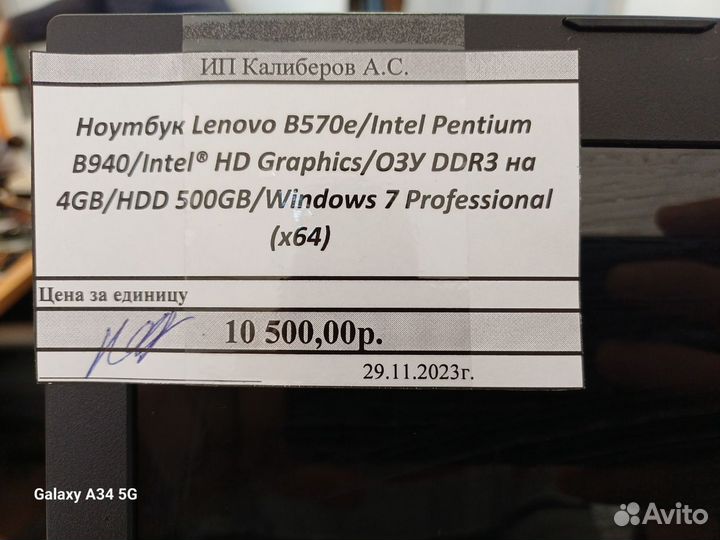 ИП Калиберов А.С.
Ноутбук Lenovo B570e/Intel Pentium
B940/Intel® HD Graphics/ОЗУ DDR3 на
4GB/HDD 500GB/Windows 7 Professional
(x64)
Цена за единицу
10 500,00р.
29.11.2023г.
Galaxy A34 5G
Avito